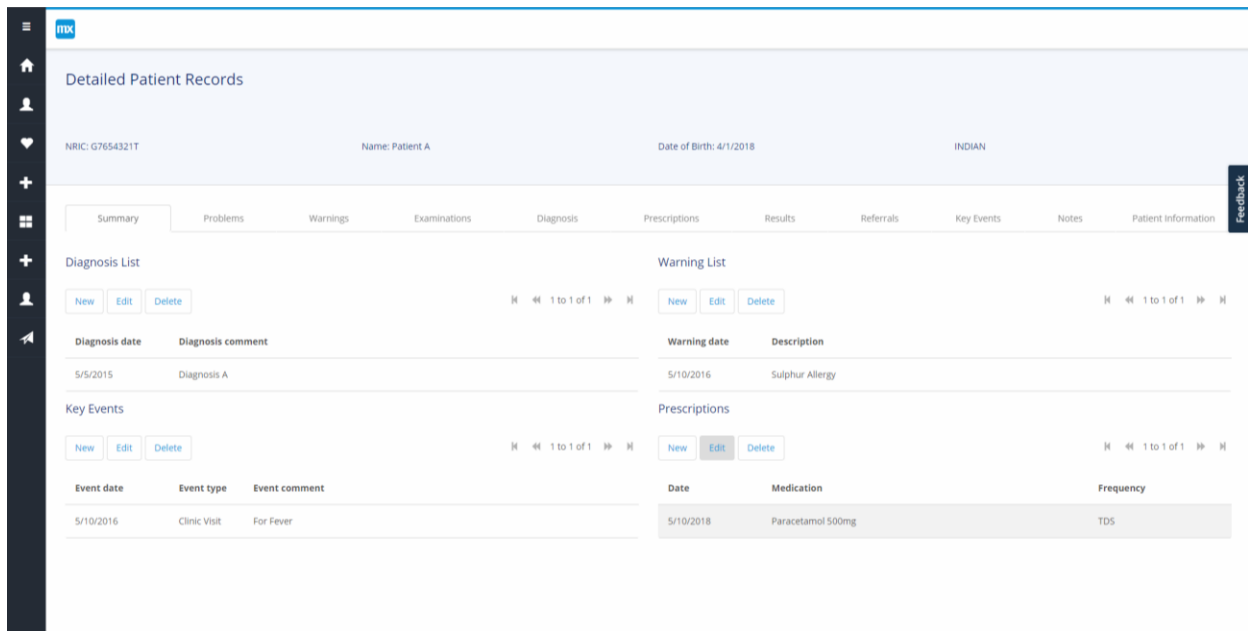 mx
Detailed Patient Records
NRIC: G7654321T Name: Patient A Date of Birth: 4/1/2018 INDIAN
Feedback
Summary Problems Warnings Examinations Diagnosis Prescriptions Results Referrals Key Events Notes Patient Information
Diagnosis List
New Edit Delete 1 to 1 of 1
Diagnosis date Diagnosis comment
5/5/2015 Diagnosis A
Warning List
New Edit Delete 1 to 1 of 1
Warning date Description
5/10/2016 Sulphur Allergy
Key Events
New Edit Delete 1 to 1 of 1
Event date Event type Event comment
5/10/2016 Clinic Visit For Fever
Prescriptions
New Edit Delete 1 to 1 of 1
Date Medication Frequency
5/10/2018 Paracetamol 500mg TDS